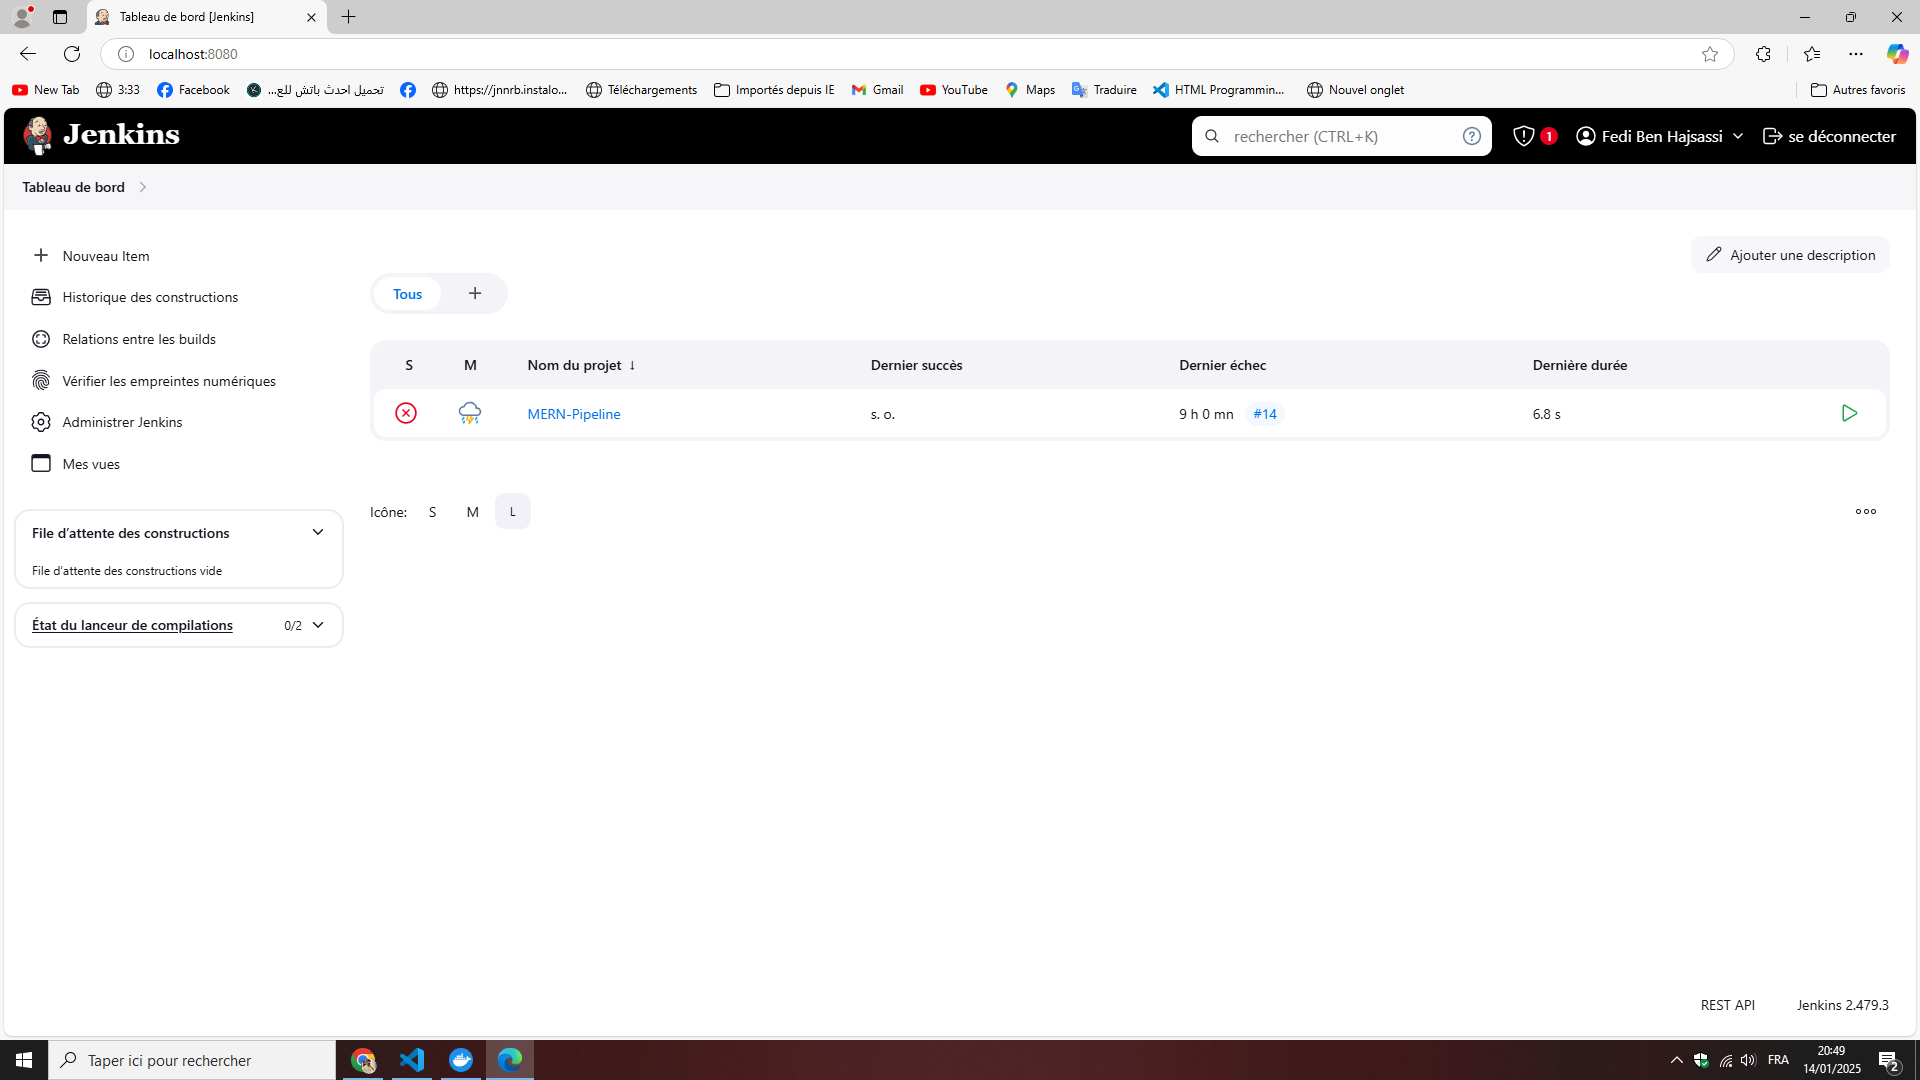 Tableau de bord [Jenkins]
localhost:8080
New Tab
3:33
Facebook
تحميل احدث باتش للع...
https://jnnrb.instalo...
Téléchargements
Importés depuis IE
Gmail
YouTube
Maps
Traduire
HTML Programmin...
Nouvel onglet
Autres favoris
Jenkins
rechercher (CTRL+K)
?
1
Fedi Ben Hajsassi
se déconnecter
Tableau de bord
Nouveau Item
Historique des constructions
Relations entre les builds
Vérifier les empreintes numériques
Administrer Jenkins
Mes vues
File d’attente des constructions
File d’attente des constructions vide
État du lanceur de compilations 0/2
Ajouter une description
Tous +
S M Nom du projet ↓ Dernier succès Dernier échec Dernière durée
MERN-Pipeline s. o. 9 h 0 mn #14 6.8 s
Icône: S M L
REST API Jenkins 2.479.3
Taper ici pour rechercher
FRA
20:49
14/01/2025
2